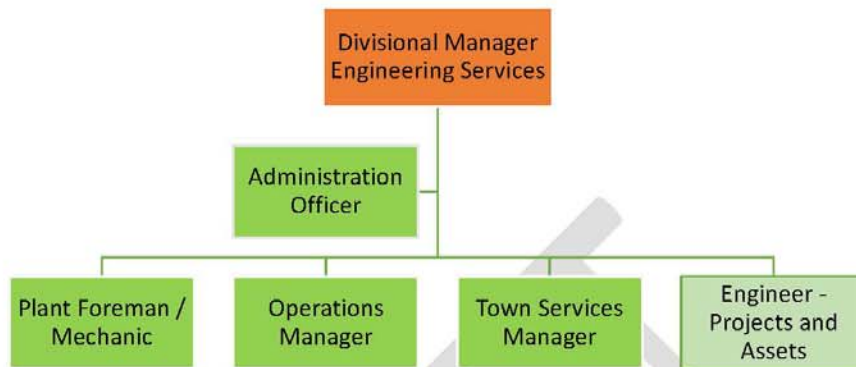 Divisional Manager
Engineering Services
Administration
Officer
Plant Foreman /
Mechanic
Operations
Manager
Town Services
Manager
Engineer -
Projects and
Assets